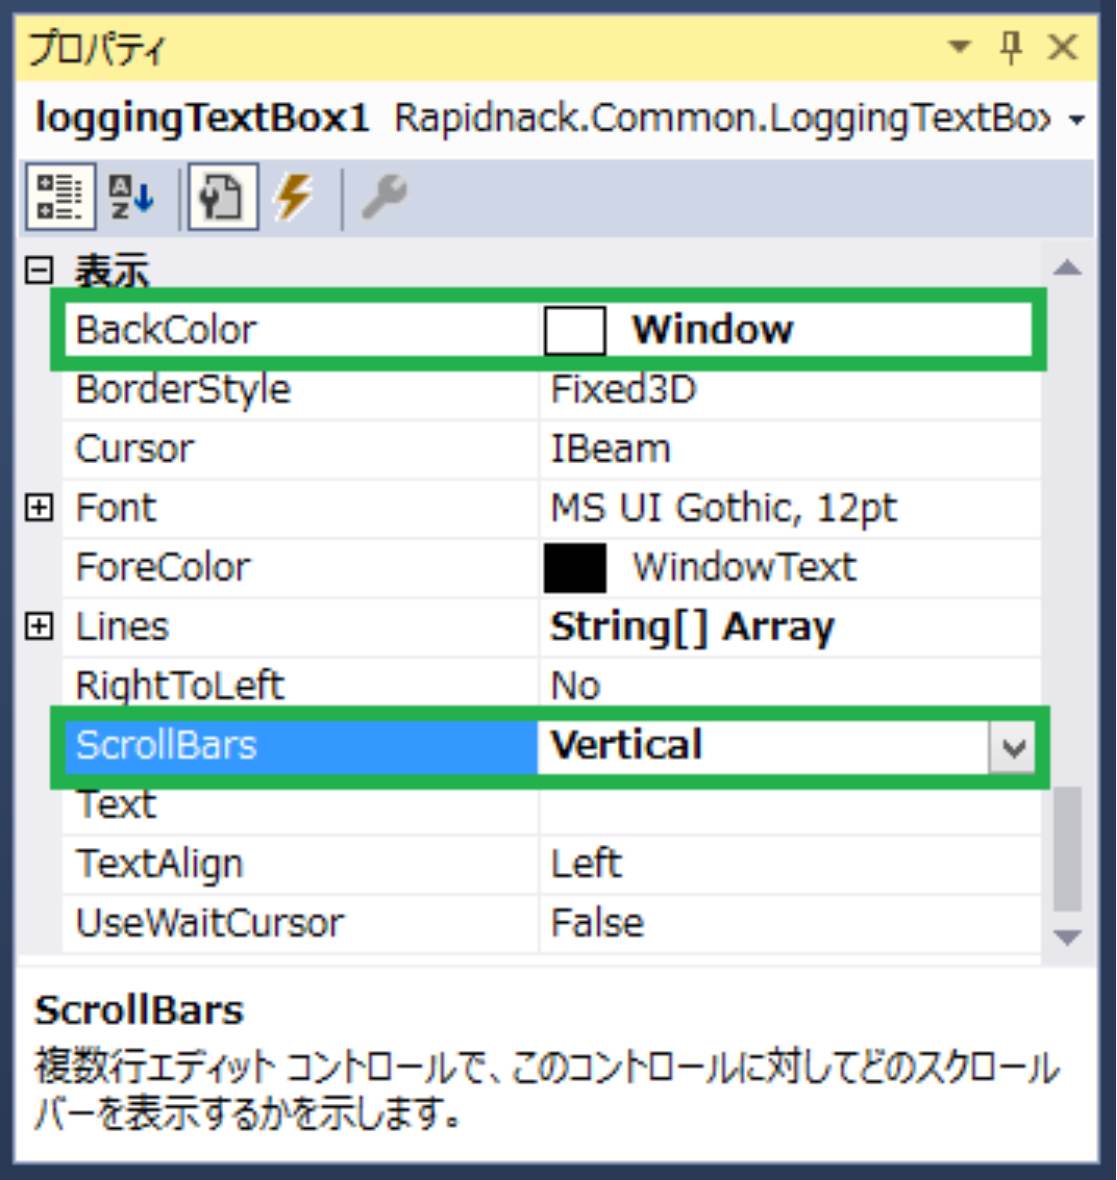 プロパティ
loggingTextBox1 Rapidnack.Common.LoggingTextBox
表示
BackColor Window
BorderStyle Fixed3D
Cursor IBeam
Font MS UI Gothic, 12pt
ForeColor WindowText
Lines String[] Array
RightToLeft No
ScrollBars Vertical
Text
TextAlign Left
UseWaitCursor False
ScrollBars
複数行エディット コントロールで、このコントロールに対してどのスクロール
バーを表示するかを示します。